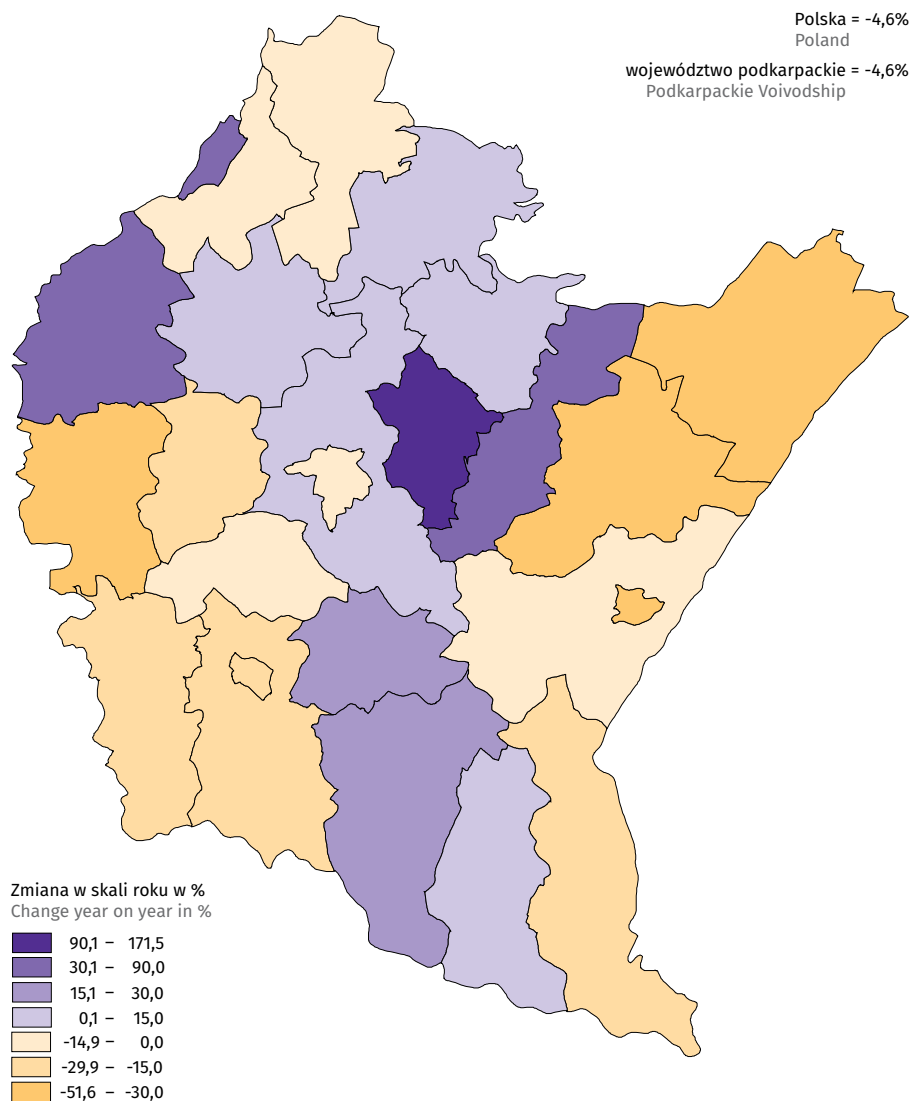 Polska = -4,6%
Poland
województwo podkarpackie = -4,6%
Podkarpackie Voivodship
Zmiana w skali roku w %
Change year on year in %
90,1 – 171,5
30,1 – 90,0
15,1 – 30,0
0,1 – 15,0
-14,9 – 0,0
-29,9 – -15,0
-51,6 – -30,0